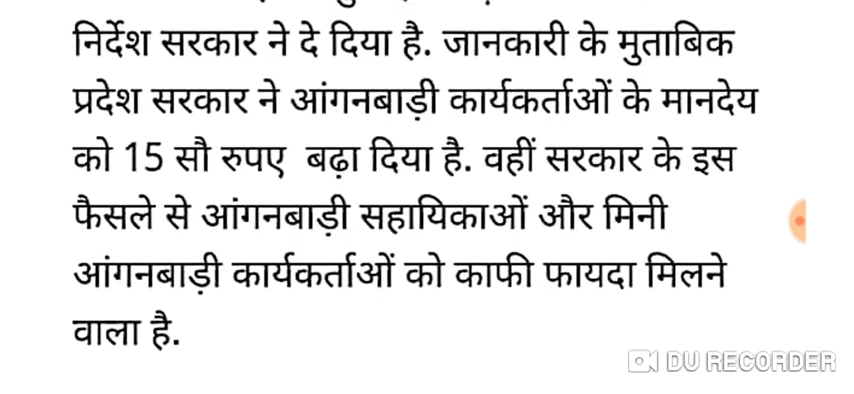 निर्देश सरकार ने दे दिया है. जानकारी के मुताबिक
प्रदेश सरकार ने आंगनबाड़ी कार्यकर्ताओं के मानदेय
को 15 सौ रुपए बढ़ा दिया है. वहीं सरकार के इस
फैसले से आंगनबाड़ी सहायिकाओं और मिनी
आंगनबाड़ी कार्यकर्ताओं को काफी फायदा मिलने
वाला है.
DU RECORDER